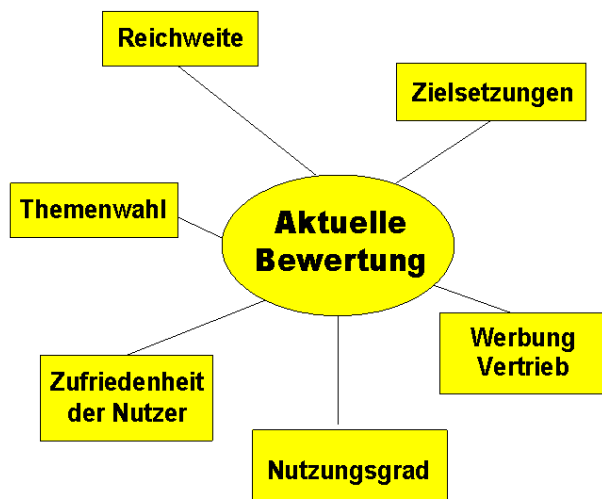 Reichweite
Zielsetzungen
Themenwahl
Aktuelle
Bewertung
Werbung
Vertrieb
Zufriedenheit
der Nutzer
Nutzungsgrad